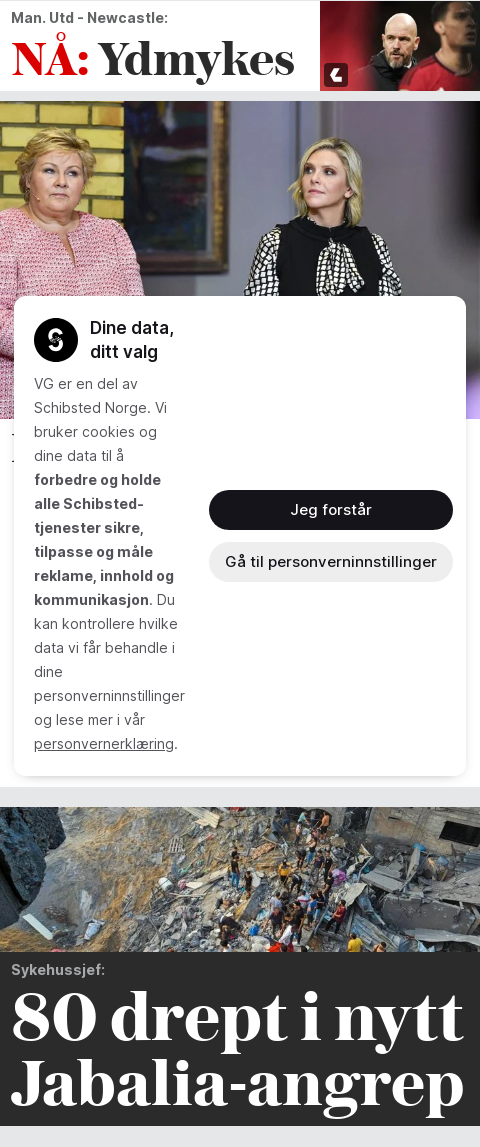 Man. Utd - Newcastle:
NÅ: Ydmykes
Dine data,
ditt valg
VG er en del av
Schibsted Norge. Vi
bruker cookies og
dine data til å
forbedre og holde
alle Schibsted-
tjenester sikre,
tilpasse og måle
reklame, innhold og
kommunikasjon. Du
kan kontrollere hvilke
data vi får behandle i
dine
personverninnstillinger
og lese mer i vår
personvernerklæring.
Jeg forstår
Gå til personverninnstillinger
Sykehussjef:
80 drept i nytt
Jabalia-angrep